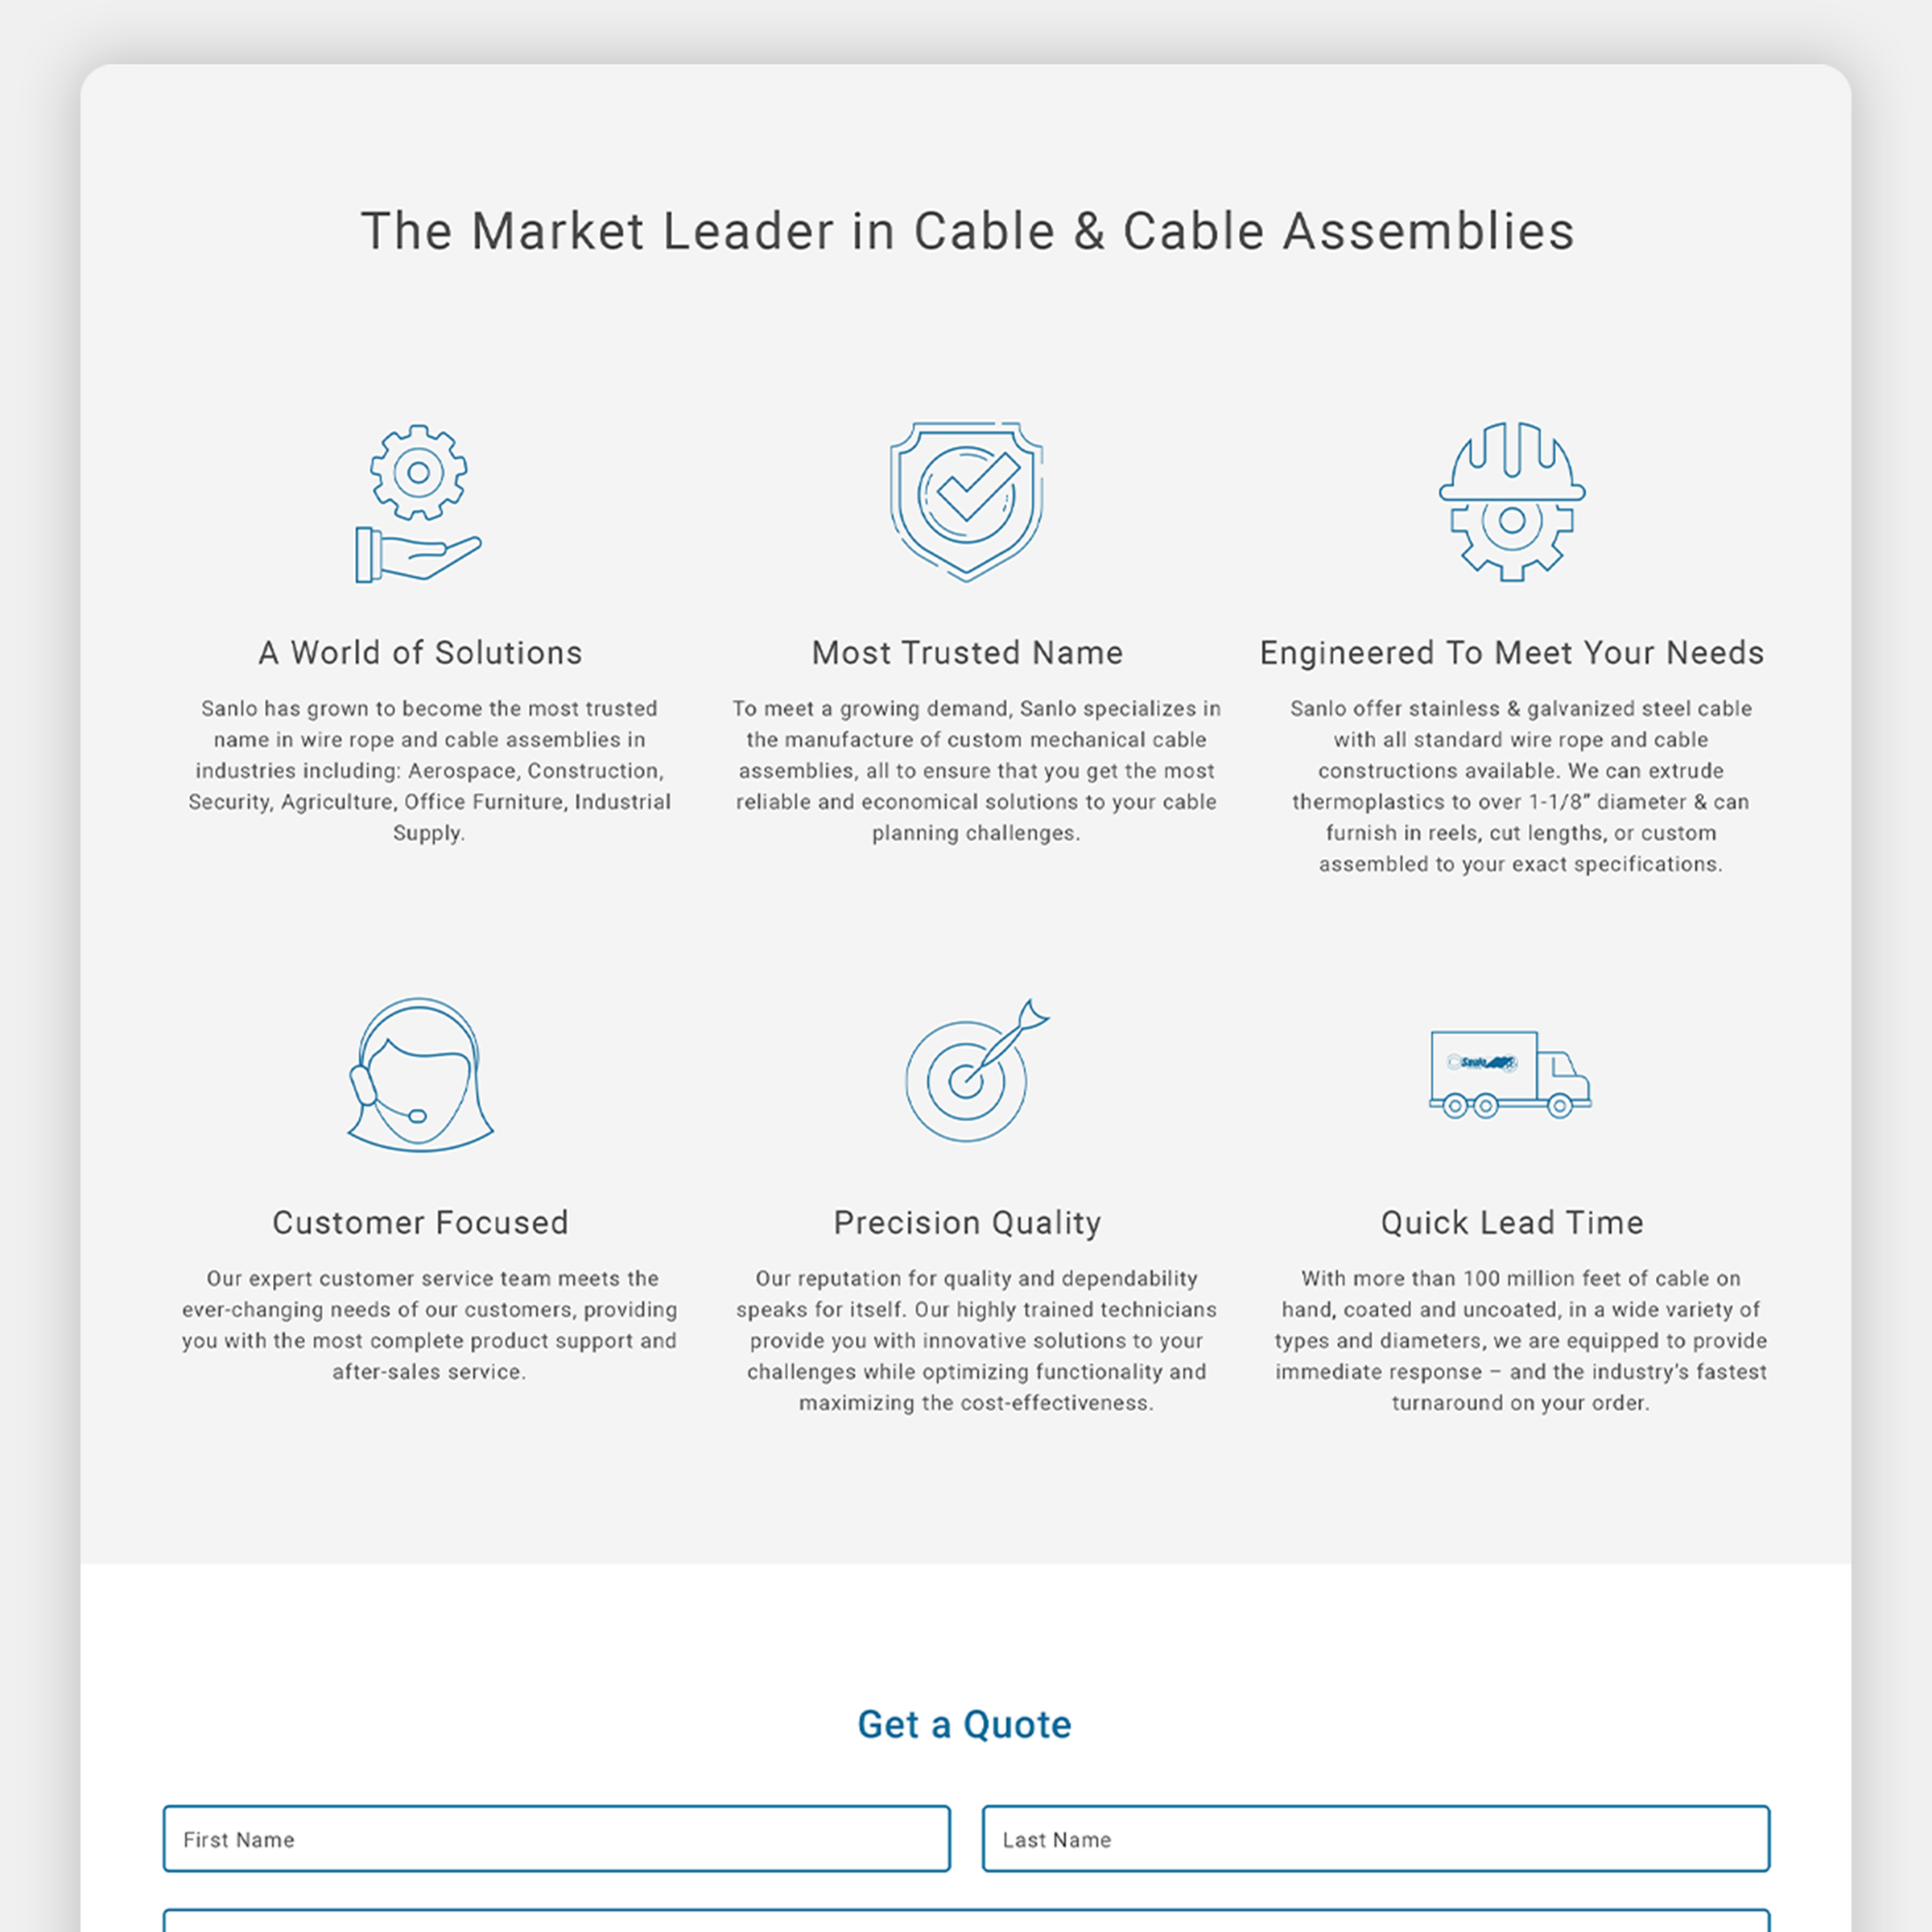 The Market Leader in Cable & Cable Assemblies
A World of Solutions
Sanlo has grown to become the most trusted
name in wire rope and cable assemblies in
industries including: Aerospace, Construction,
Security, Agriculture, Office Furniture, Industrial
Supply.
Most Trusted Name
To meet a growing demand, Sanlo specializes in
the manufacture of custom mechanical cable
assemblies, all to ensure that you get the most
reliable and economical solutions to your cable
planning challenges.
Engineered To Meet Your Needs
Sanlo offer stainless & galvanized steel cable
with all standard wire rope and cable
constructions available. We can extrude
thermoplastics to over 1-1/8” diameter & can
furnish in reels, cut lengths, or custom
assembled to your exact specifications.
Sanlo
Customer Focused
Our expert customer service team meets the
ever-changing needs of our customers, providing
you with the most complete product support and
after-sales service.
Precision Quality
Our reputation for quality and dependability
speaks for itself. Our highly trained technicians
provide you with innovative solutions to your
challenges while optimizing functionality and
maximizing the cost-effectiveness.
Quick Lead Time
With more than 100 million feet of cable on
hand, coated and uncoated, in a wide variety of
types and diameters, we are equipped to provide
immediate response – and the industry’s fastest
turnaround on your order.
Get a Quote
First Name
Last Name